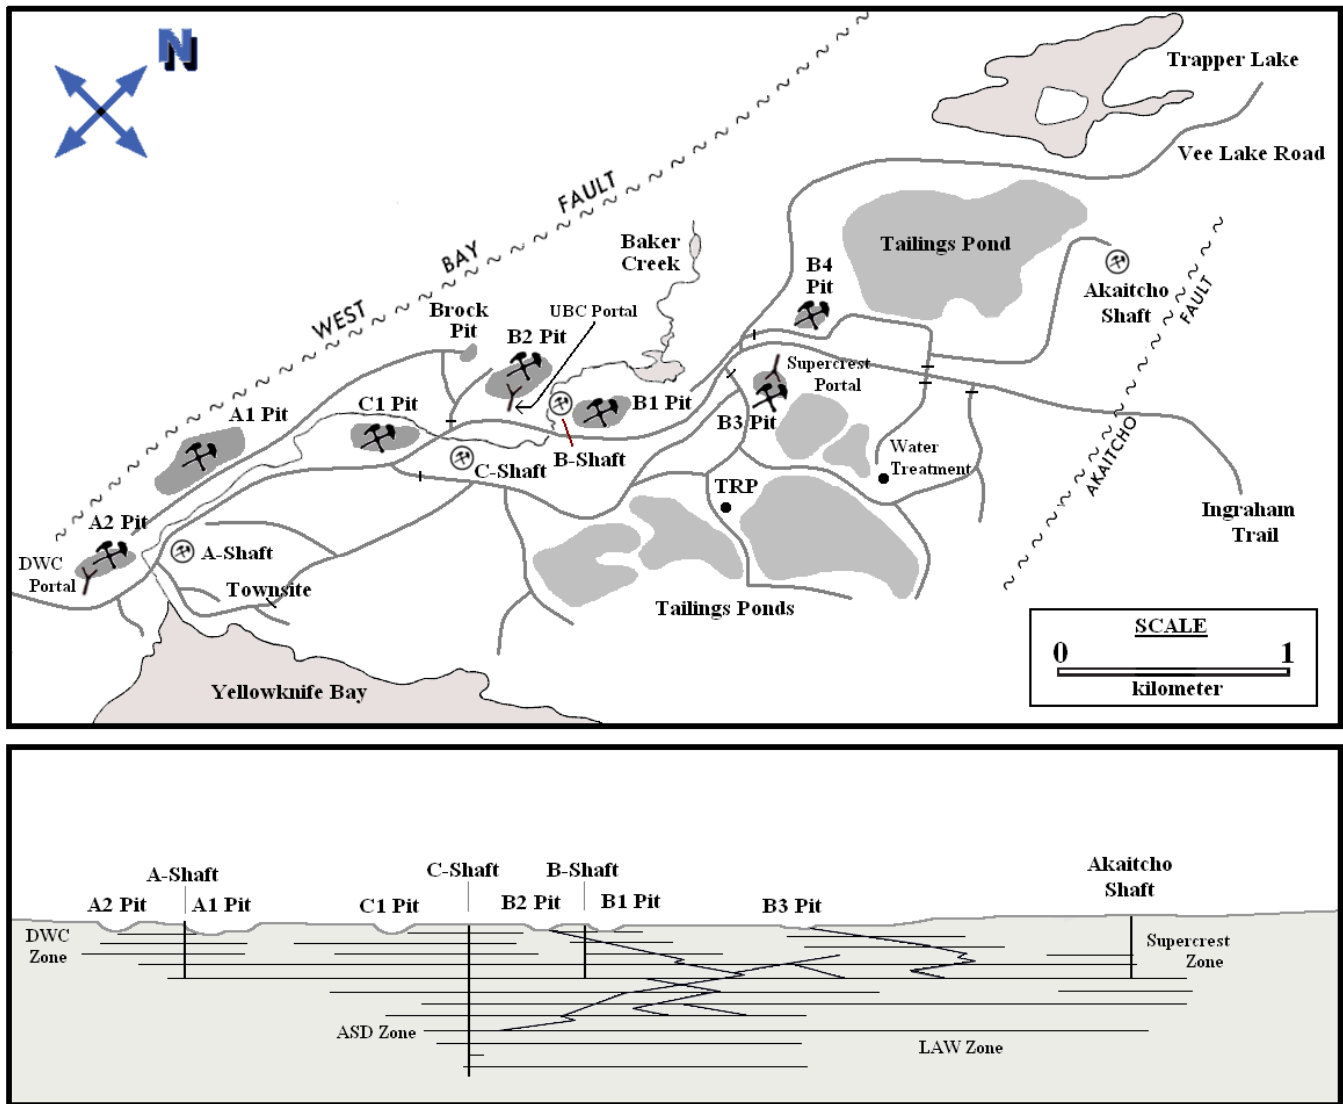 N
Trapper Lake
Vee Lake Road
WEST BAY FAULT
Baker
Creek
Tailings Pond
B4
Pit
Akaitcho
Shaft
AKAITCHO FAULT
Brock
Pit
UBC Portal
B2 Pit
Supercrest
Portal
A1 Pit
C1 Pit
B1 Pit
B3 Pit
B-Shaft
C-Shaft
Water
Treatment
TRP
A2 Pit
Ingraham
Trail
DWC
Portal
A-Shaft
Townsite
Tailings Ponds
Yellowknife Bay
SCALE
0 1
kilometer
A-Shaft
C-Shaft
B-Shaft
Akaitcho
Shaft
A2 Pit
A1 Pit
C1 Pit
B2 Pit
B1 Pit
B3 Pit
DWC
Zone
Supercrest
Zone
ASD Zone
LAW Zone